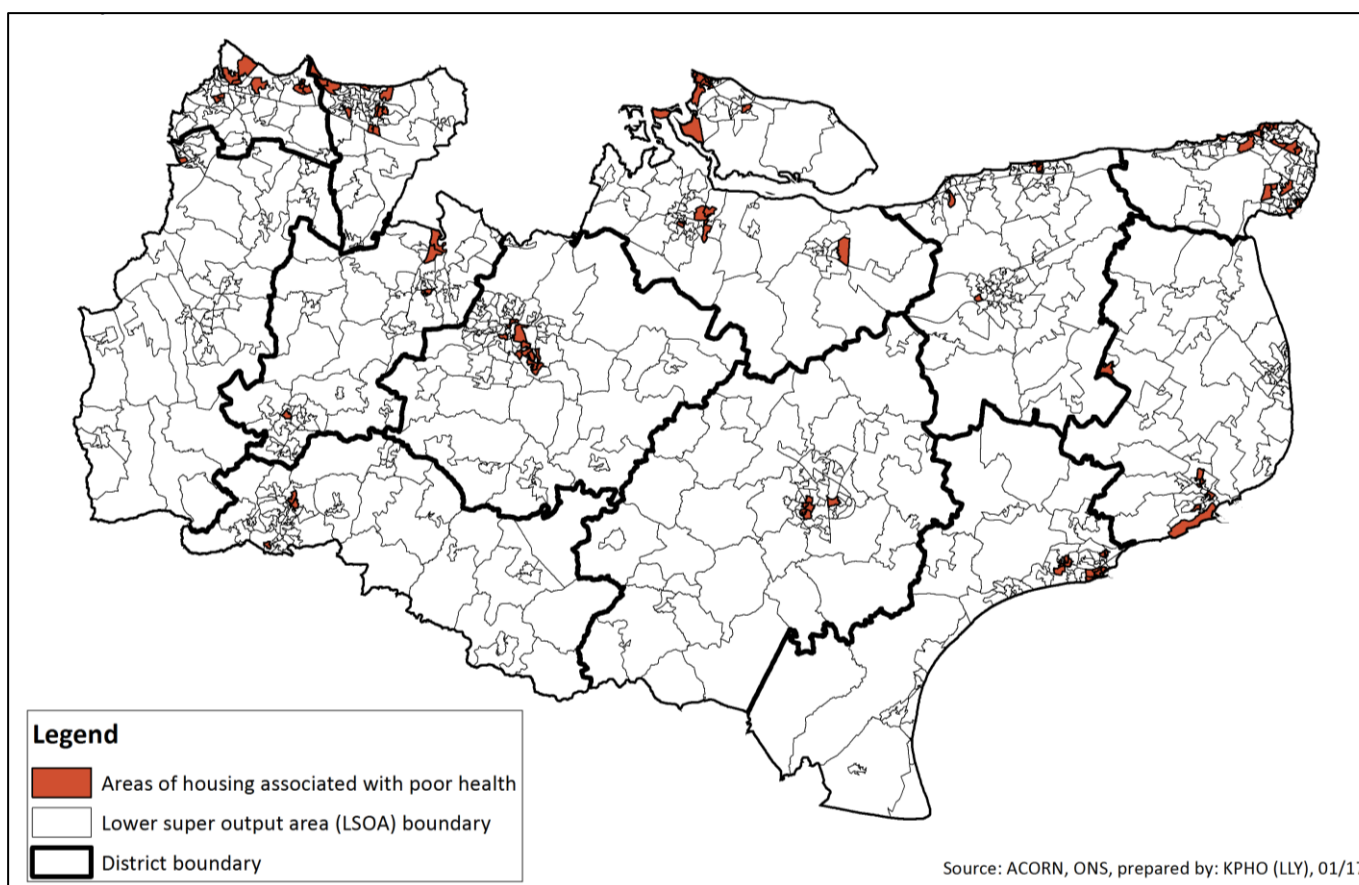 Legend
Areas of housing associated with poor health
Lower super output area (LSOA) boundary
District boundary
Source: ACORN, ONS, prepared by: KPHO (LLY), 01/17